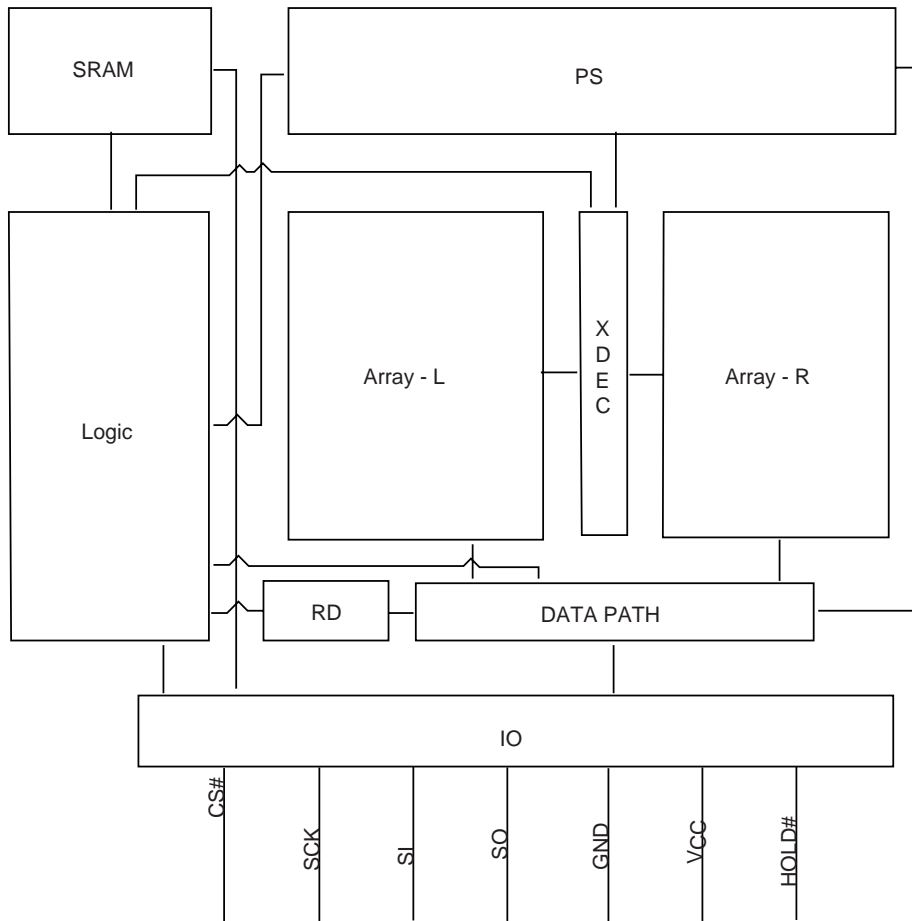 SRAM
PS
Logic
Array - L
X
D
E
C
Array - R
RD
DATA PATH
IO
CS#
SCK
SI
SO
GND
VCC
HOLD#